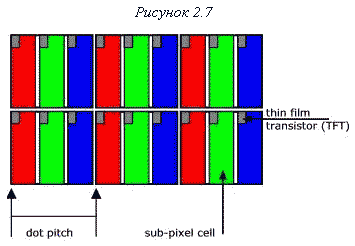 Рисунок 2.7
thin film
transistor (TFT)
dot pitch
sub-pixel cell